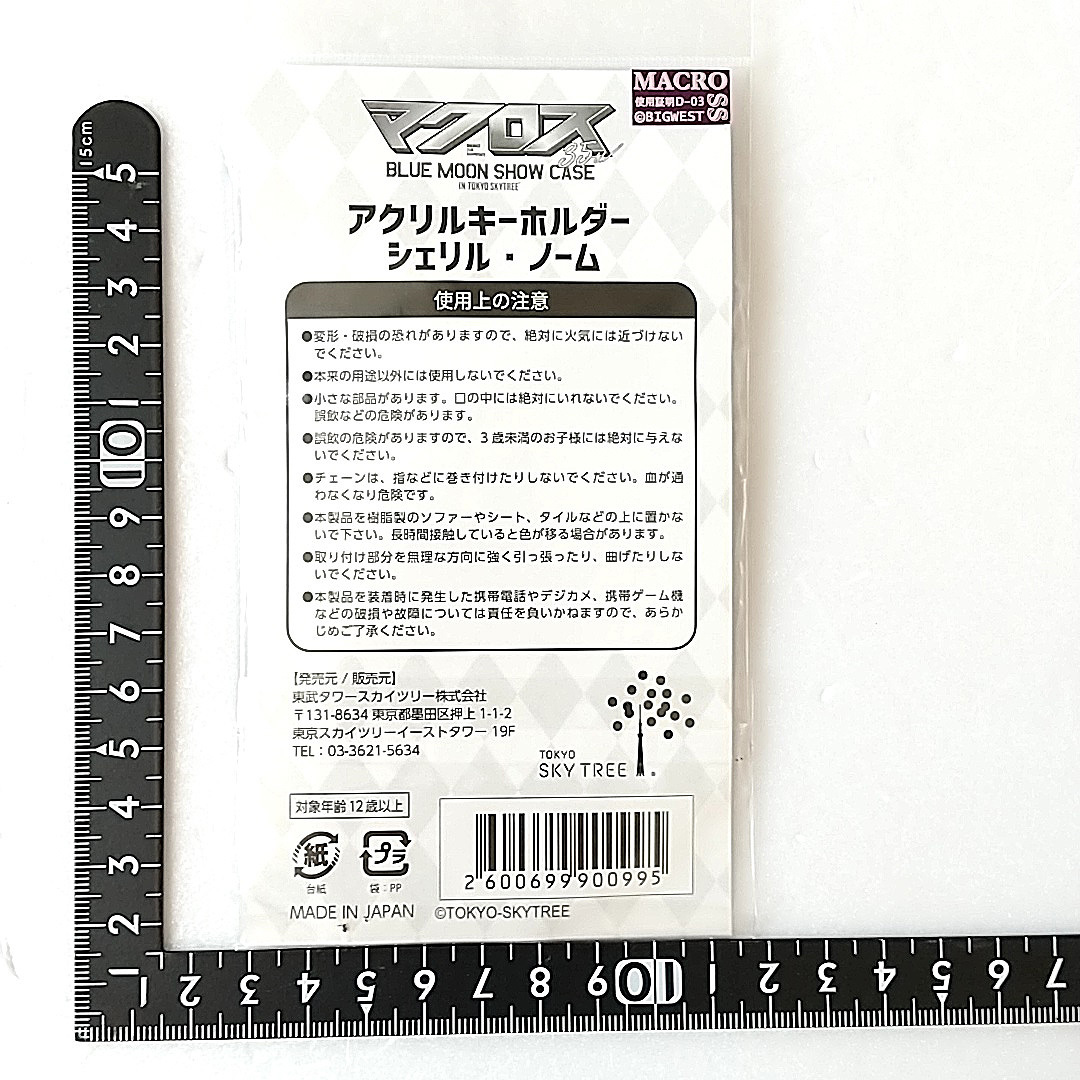 MACROSS
使用証明D-03
©BIGWEST
マクロス
35th
BLUE MOON SHOW CASE
IN TOKYO SKYTREE
アクリルキーホルダー
シェリル・ノーム
使用上の注意
●変形・破損の恐れがありますので、絶対に火気には近づけない
でください。
●本来の用途以外には使用しないでください。
●小さな部品があります。口の中には絶対にいれないでください。
誤飲などの危険があります。
●誤飲の危険がありますので、3歳未満のお子様には絶対に与えな
いでください。
●チェーンは、指などに巻き付けたりしないでください。血が通
わなくなり危険です。
●本製品を樹脂製のソファーやシート、タイルなどの上に置かな
いで下さい。長時間接触していると色が移る場合があります。
●取り付け部分を無理な方向に強く引っ張ったり、曲げたりしな
いでください。
●本製品を装着時に発生した携帯電話やデジカメ、携帯ゲーム機
などの破損や故障については責任を負いかねますので、あらか
じめご了承ください。
【発売元 / 販売元】
東武タワースカイツリー株式会社
〒131-8634 東京都墨田区押上 1-1-2
東京スカイツリーイーストタワー 19F
TEL：03-3621-5634
TOKYO
SKYTREE®
対象年齢12歳以上
紙
プラ
台紙
袋：PP
2600699900995
MADE IN JAPAN
©TOKYO-SKYTREE
15cm
5
4
3
2
1
10
9
8
7
6
5
4
3
2
1
1
2
3
4
5
6
7
8
9
10
1
2
3
4
5
6
7